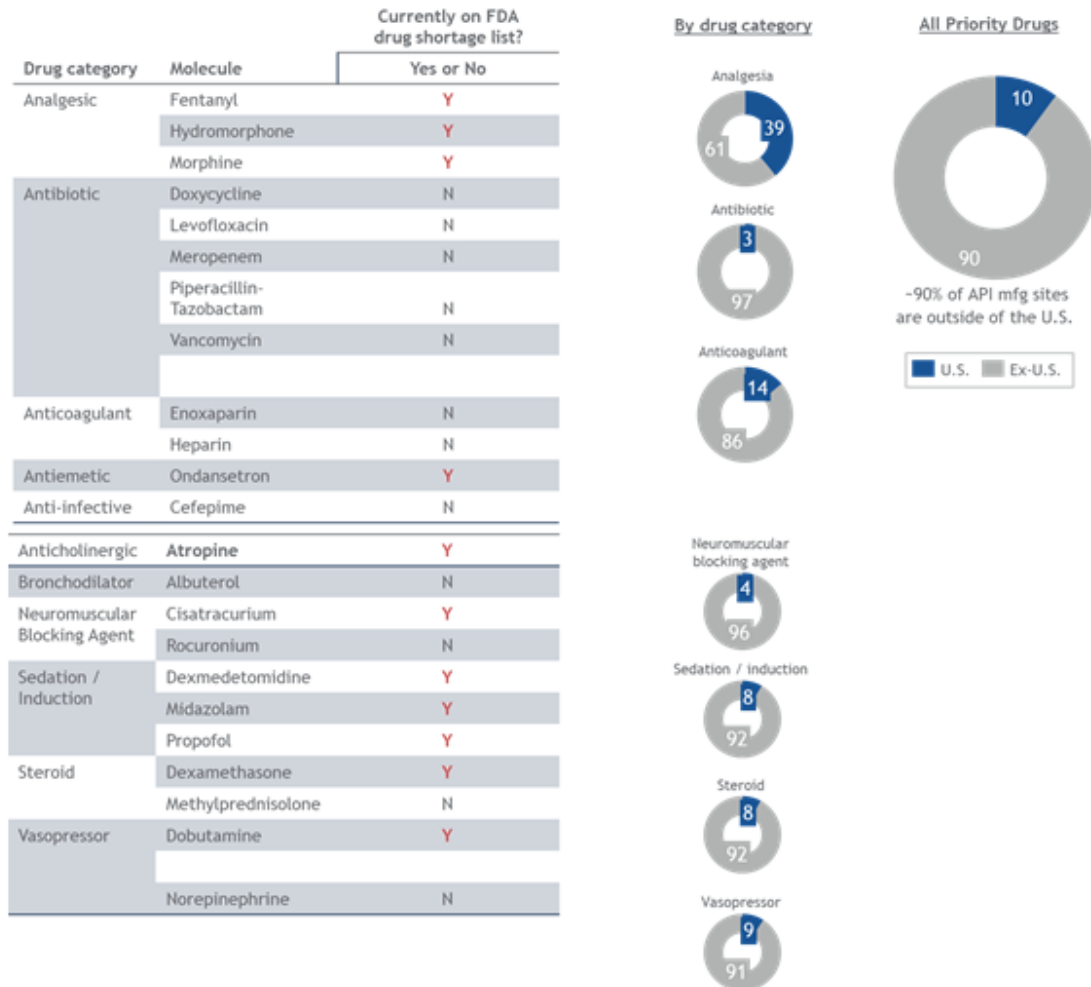 Currently on FDA
drug shortage list?
Drug category Molecule Yes or No
Analgesic Fentanyl Y
Hydromorphone Y
Morphine Y
Antibiotic Doxycycline N
Levofloxacin N
Meropenem N
Piperacillin-
Tazobactam N
Vancomycin N
Anticoagulant Enoxaparin N
Heparin N
Antiemetic Ondansetron Y
Anti-infective Cefepime N
Anticholinergic Atropine Y
Bronchodilator Albuterol N
Neuromuscular Cisatracurium Y
Blocking Agent
Rocuronium N
Sedation / Dexmedetomidine Y
Induction
Midazolam Y
Propofol Y
Steroid Dexamethasone Y
Methylprednisolone N
Vasopressor Dobutamine Y
Norepinephrine N
By drug category
Analgesia
39
61
Antibiotic
3
97
Anticoagulant
14
86
Neuromuscular
blocking agent
4
96
Sedation / induction
8
92
Steroid
8
92
Vasopressor
9
91
All Priority Drugs
10
90
~90% of API mfg sites
are outside of the U.S.
U.S. Ex-U.S.